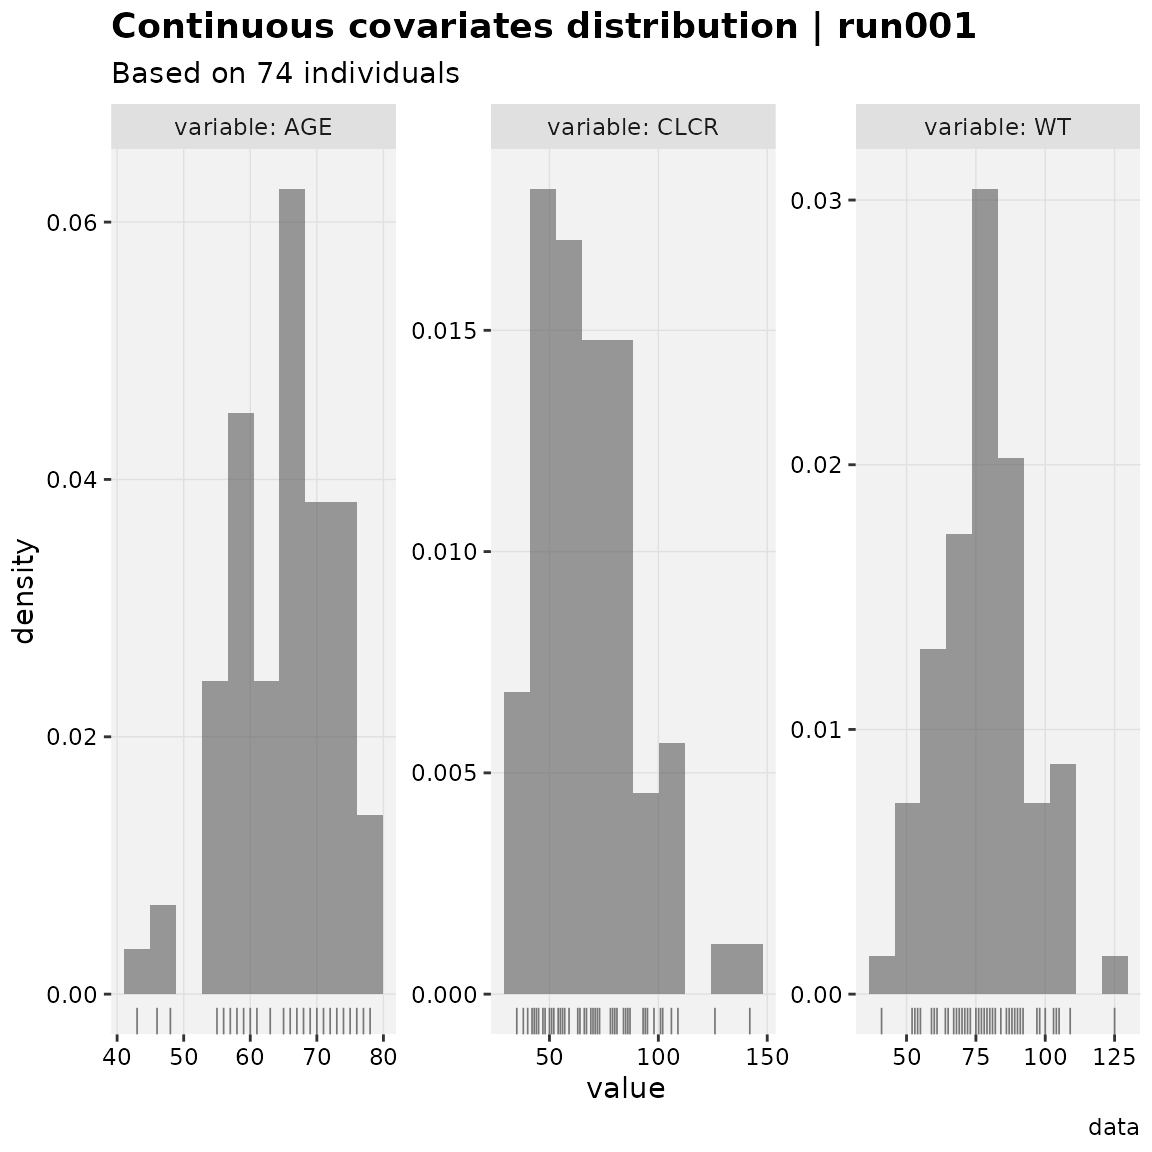 Continuous covariates distribution | run001
Based on 74 individuals
variable: AGE
variable: CLCR
variable: WT
density
0.06
0.04
0.02
0.00
0.015
0.010
0.005
0.000
0.03
0.02
0.01
0.00
40 50 60 70 80
50 100 150
50 75 100 125
value
data